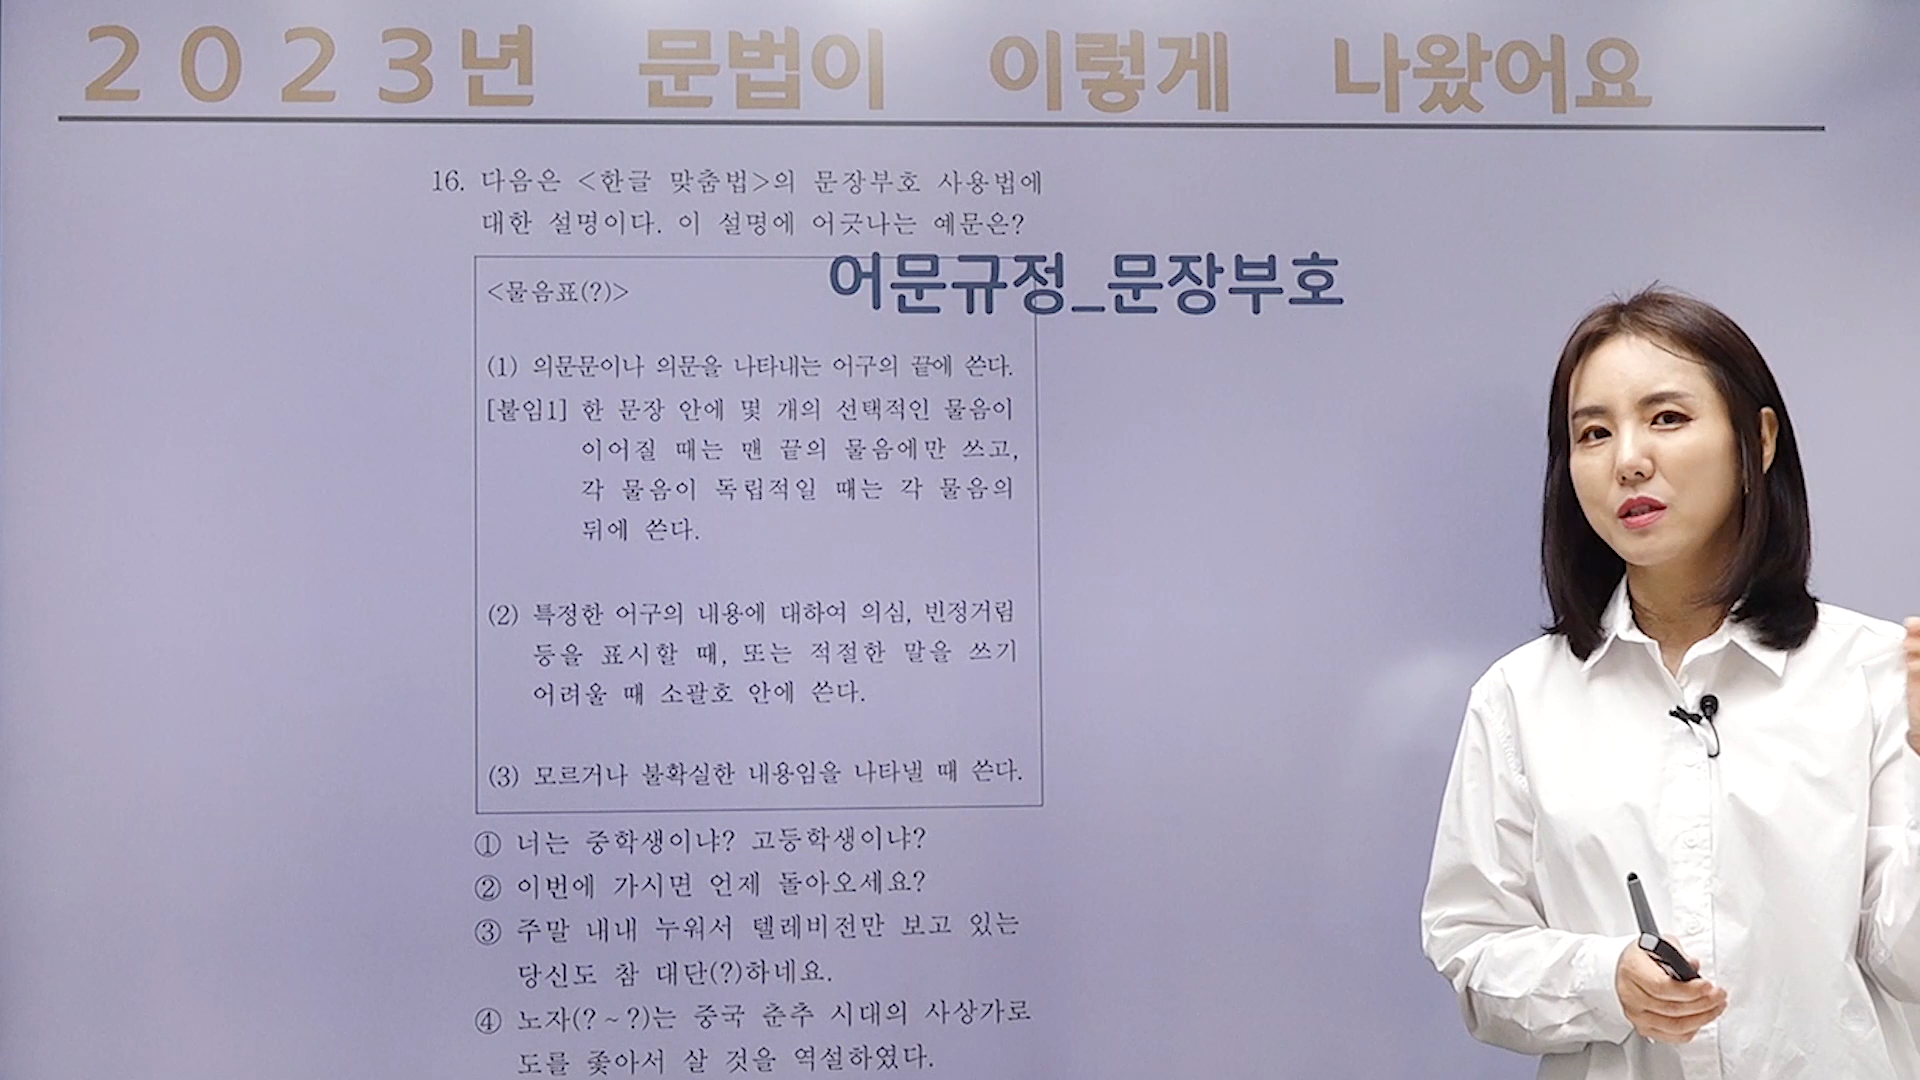 2023년 문법이 이렇게 나왔어요
16. 다음은 <한글 맞춤법>의 문장부호 사용법에
대한 설명이다. 이 설명에 어긋나는 예문은?
어문규정_문장부호
<물음표(?)>
(1) 의문문이나 의문을 나타내는 어구의 끝에 쓴다.
[붙임1] 한 문장 안에 몇 개의 선택적인 물음이
이어질 때는 맨 끝의 물음에만 쓰고,
각 물음이 독립적일 때는 각 물음의
뒤에 쓴다.
(2) 특정한 어구의 내용에 대하여 의심, 빈정거림
등을 표시할 때, 또는 적절한 말을 쓰기
어려울 때 소괄호 안에 쓴다.
(3) 모르거나 불확실한 내용임을 나타낼 때 쓴다.
① 너는 중학생이냐? 고등학생이냐?
② 이번에 가시면 언제 돌아오세요?
③ 주말 내내 누워서 텔레비전만 보고 있는
당신도 참 대단(?)하네요.
④ 노자(?~?)는 중국 춘추 시대의 사상가로
도를 좇아서 살 것을 역설하였다.